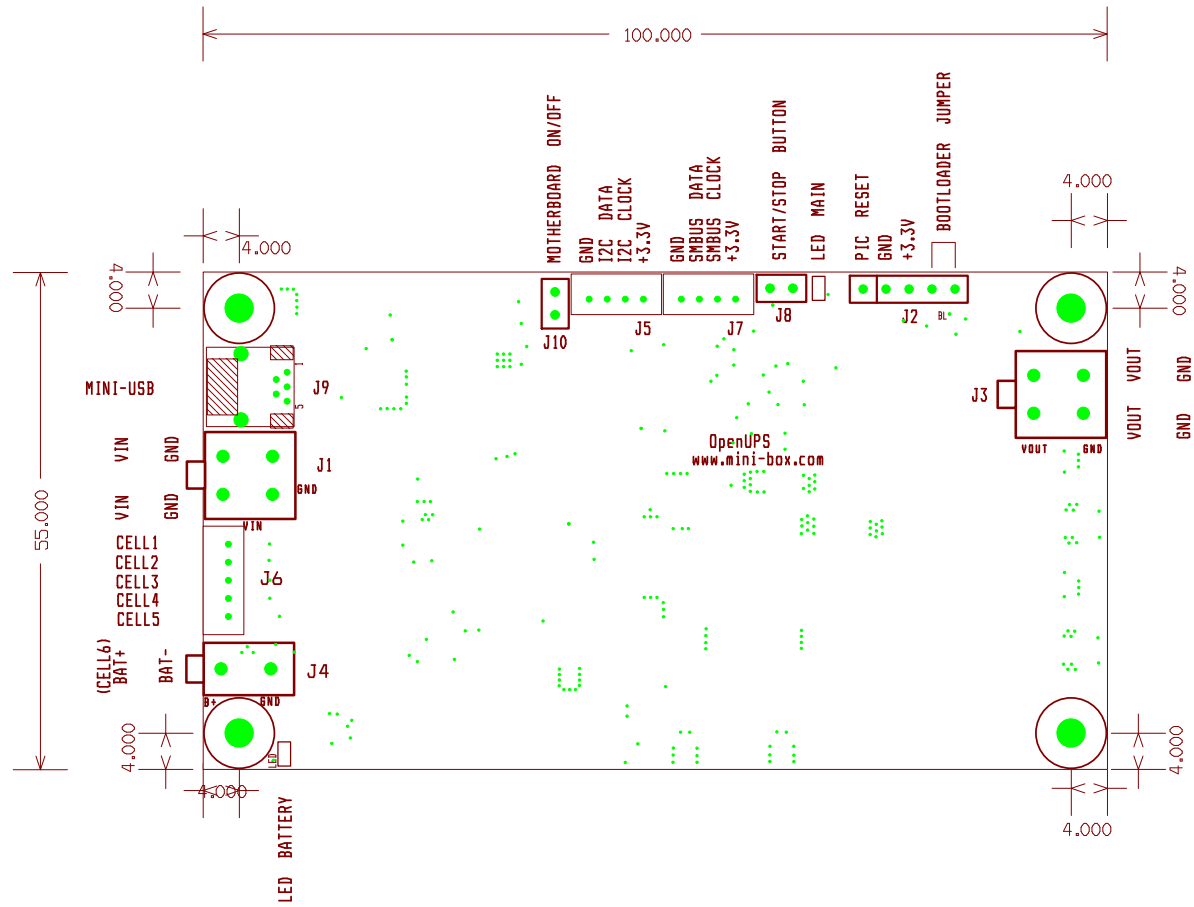 100.000
MOTHERBOARD ON/OFF
GND
I2C DATA
I2C CLOCK
+3.3V
GND
SMBUS DATA
SMBUS CLOCK
+3.3V
START/STOP BUTTON
LED MAIN
PIC RESET
GND
+3.3V
BOOTLOADER JUMPER
4.000
4.000
4.000
4.000
J10
J5
J7
J8
J2
BL
MINI-USB
1
5
J9
J3
VOUT GND
VOUT GND
VOUT GND
VIN GND
VIN GND
J1
GND
VIN
OpenUPS
www.mini-box.com
55.000
CELL1
CELL2
CELL3
CELL4
CELL5
J6
(CELL6)
BAT+
BAT-
J4
B+ GND
4.000
4.000
LED
4.000
4.000
LED BATTERY